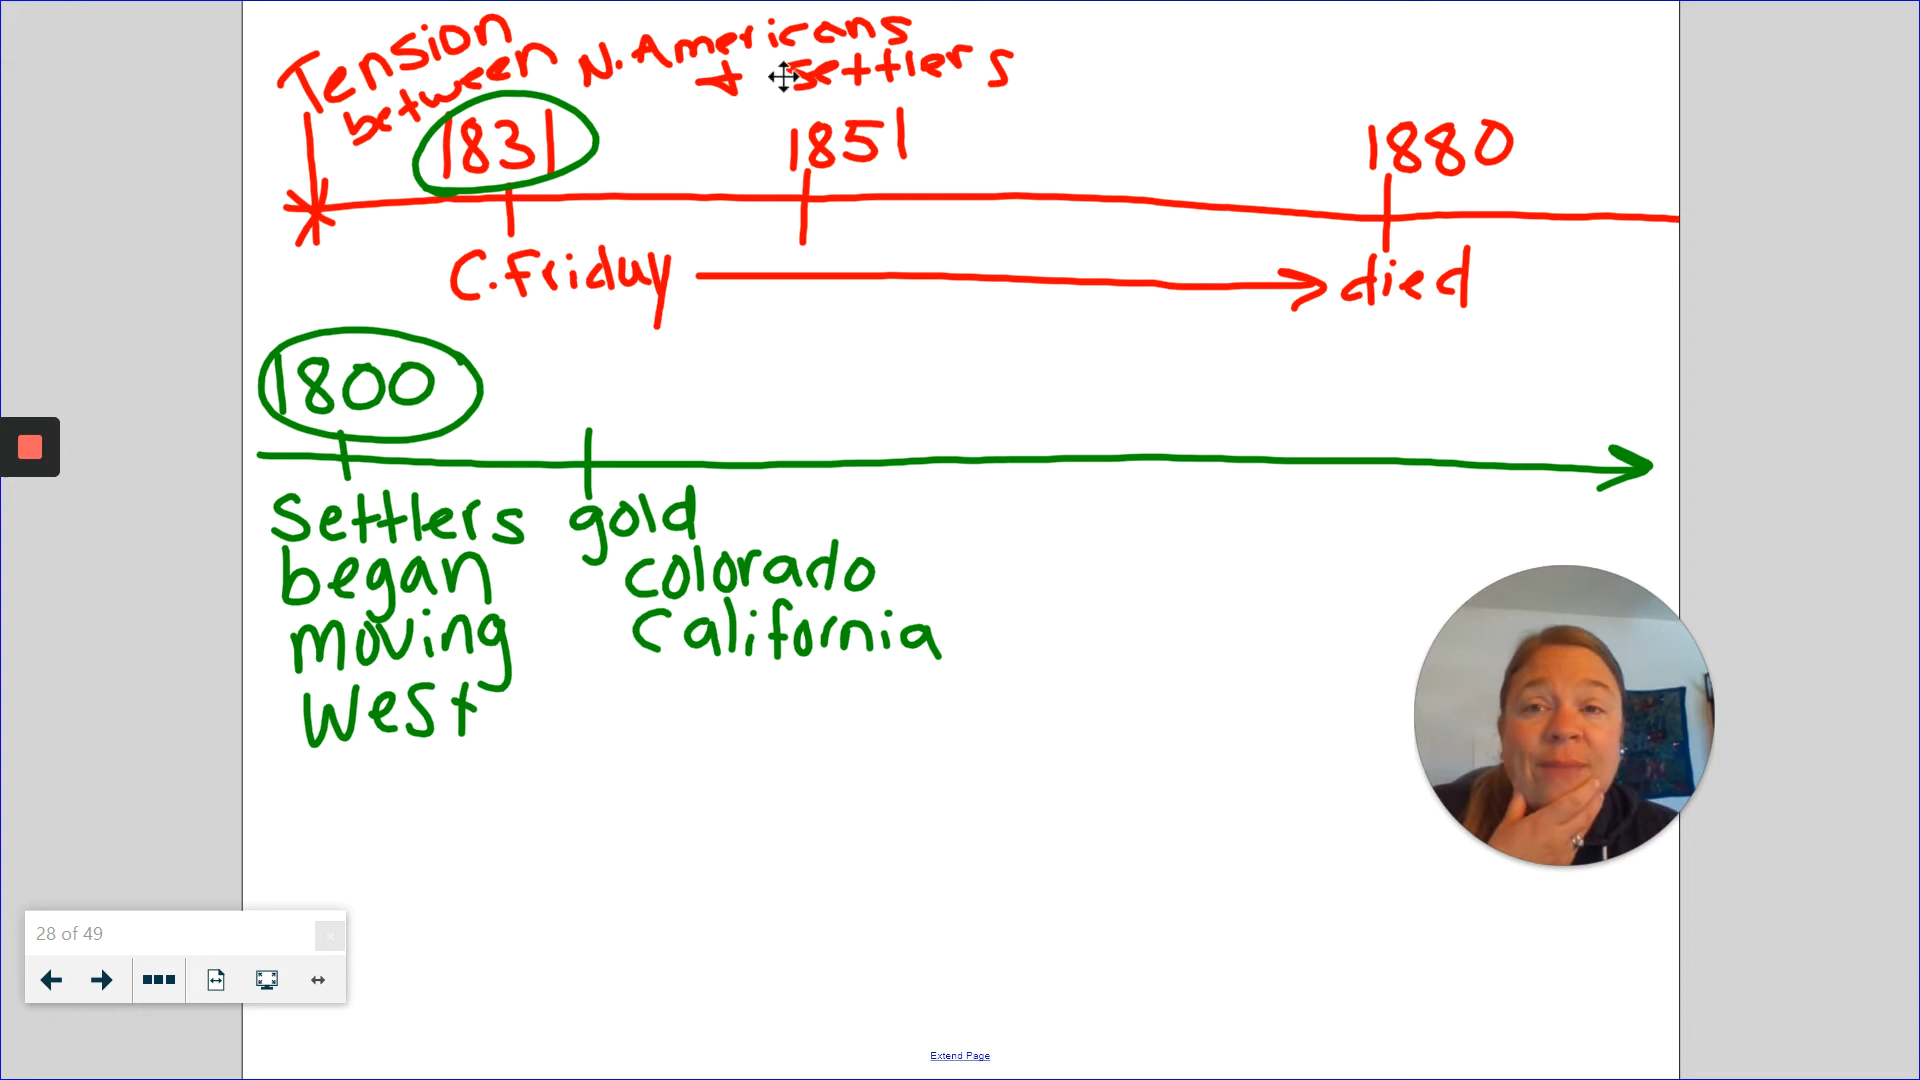 Tension
between N. Americans
+ settlers
1831 1851 1880
C. Friday died
1800
Settlers gold
began colorado
moving California
West
28 of 49
Extend Page